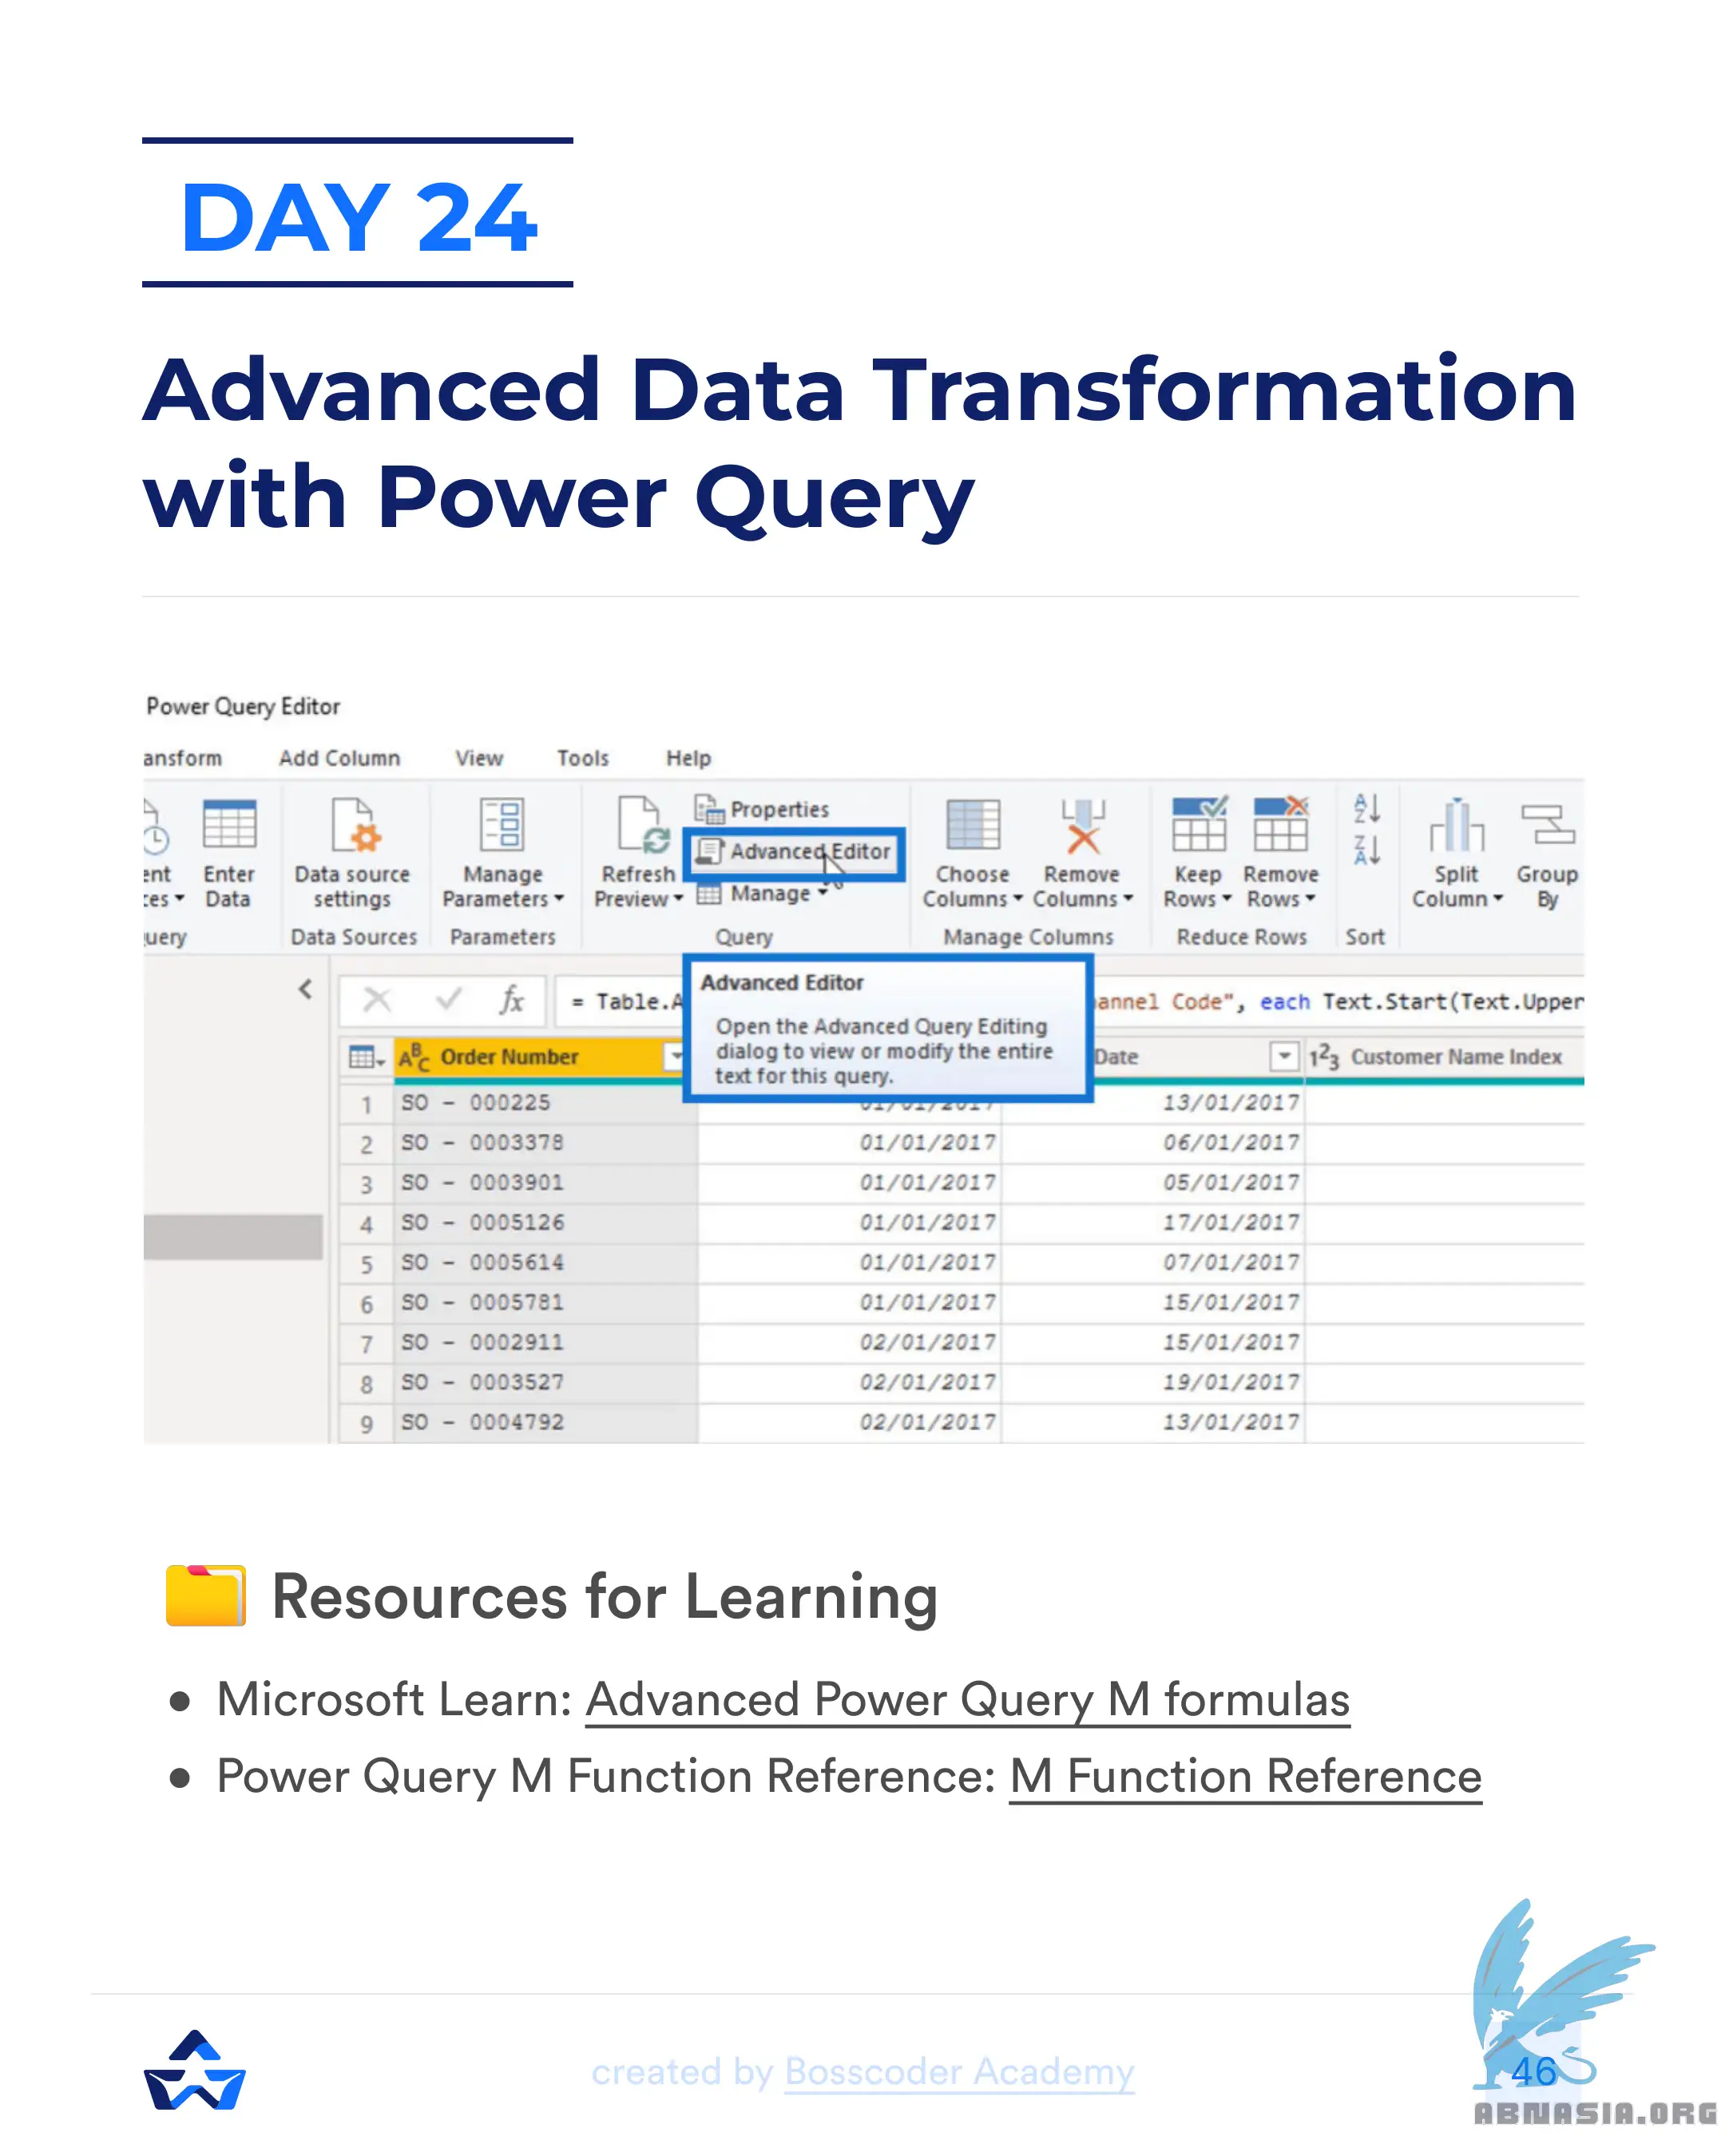 DAY 24
Advanced Data Transformation
with Power Query
Power Query Editor
ansform Add Column View Tools Help
Properties
Advanced Editor
Manage
ent
ces
Enter
Data
Data source
settings
Manage
Parameters
Refresh
Preview
Choose
Columns
Remove
Columns
Keep
Rows
Remove
Rows
Split
Column
Group
By
uery Data Sources Parameters Query Manage Columns Reduce Rows Sort
fx = Table.A annel Code", each Text.Start(Text.Upper
Advanced Editor
Open the Advanced Query Editing
dialog to view or modify the entire
text for this query.
ABC Order Number Date 123 Customer Name Index
1 SO - 000225 01/01/2017 13/01/2017
2 SO - 0003378 01/01/2017 06/01/2017
3 SO - 0003901 01/01/2017 05/01/2017
4 SO - 0005126 01/01/2017 17/01/2017
5 SO - 0005614 01/01/2017 07/01/2017
6 SO - 0005781 01/01/2017 15/01/2017
7 SO - 0002911 02/01/2017 15/01/2017
8 SO - 0003527 02/01/2017 19/01/2017
9 SO - 0004792 02/01/2017 13/01/2017
Resources for Learning
● Microsoft Learn: Advanced Power Query M formulas
● Power Query M Function Reference: M Function Reference
created by Bosscoder Academy
46
ABNASIA.ORG